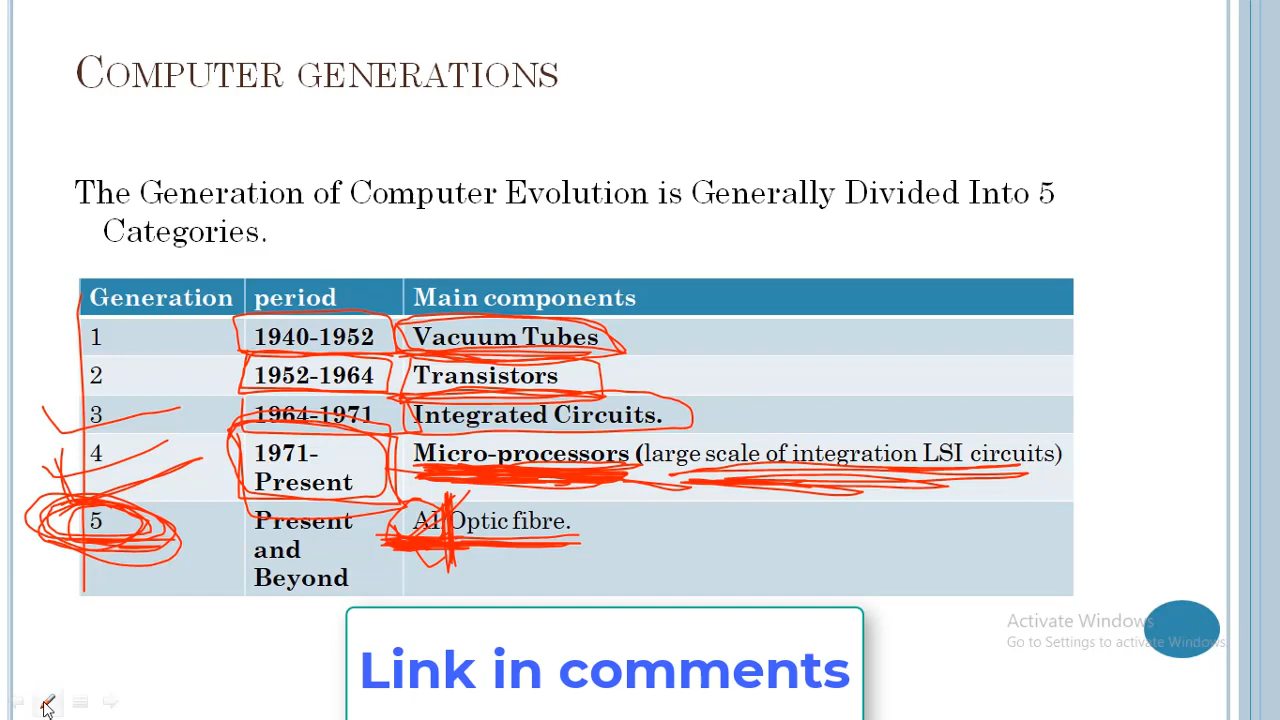 COMPUTER GENERATIONS
The Generation of Computer Evolution is Generally Divided Into 5
Categories.
Generation period Main components
1 1940-1952 Vacuum Tubes
2 1952-1964 Transistors
3 1964-1971 Integrated Circuits.
4 1971- Micro-processors (large scale of integration LSI circuits)
Present
5 Present AI Optic fibre.
and
Beyond
Activate Windows
Go to Settings to activate Windows.
Link in comments